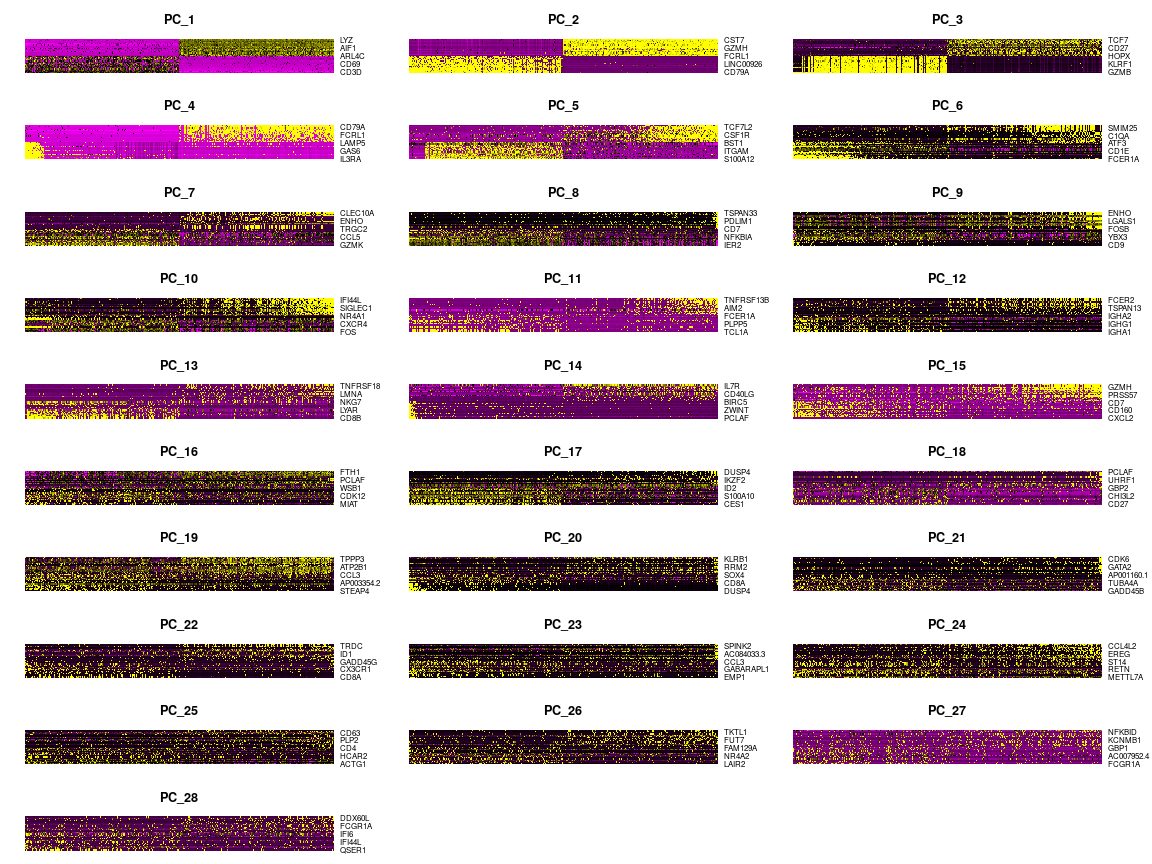 PC_1
LYZ
AIF1
ARL4C
CD69
CD3D
PC_2
CST7
GZMH
FCRL1
LINC00926
CD79A
PC_3
TCF7
CD27
HOPX
KLRF1
GZMB
PC_4
CD79A
FCRL1
LAMP5
GAS6
IL3RA
PC_5
TCF7L2
CSF1R
BST1
ITGAM
S100A12
PC_6
SMIM25
C1QA
ATF3
CD1E
FCER1A
PC_7
CLEC10A
ENHO
TRGC2
CCL5
GZMK
PC_8
TSPAN33
PDLIM1
CD7
NFKBIA
IER2
PC_9
ENHO
LGALS1
FOSB
YBX3
CD9
PC_10
IFI44L
SIGLEC1
NR4A1
CXCR4
FOS
PC_11
TNFRSF13B
AIM2
FCER1A
PLPP5
TCL1A
PC_12
FCER2
TSPAN13
IGHA2
IGHG1
IGHA1
PC_13
TNFRSF18
LMNA
NKG7
LYAR
CD8B
PC_14
IL7R
CD40LG
BIRC5
ZWINT
PCLAF
PC_15
GZMH
PRSS57
CD7
CD160
CXCL2
PC_16
FTH1
PCLAF
WSB1
CDK12
MIAT
PC_17
DUSP4
IKZF2
ID2
S100A10
CES1
PC_18
PCLAF
UHRF1
GBP2
CHI3L2
CD27
PC_19
TPPP3
ATP2B1
CCL3
AP003354.2
STEAP4
PC_20
KLRB1
RRM2
SOX4
CD8A
DUSP4
PC_21
CDK6
GATA2
AP001160.1
TUBA4A
GADD45B
PC_22
TRDC
ID1
GADD45G
CX3CR1
CD8A
PC_23
SPINK2
AC084033.3
CCL3
GABARAPL1
EMP1
PC_24
CCL4L2
EREG
ST14
RETN
METTL7A
PC_25
CD63
PLP2
CD4
HCAR2
ACTG1
PC_26
TKTL1
FUT7
FAM129A
NR4A2
LAIR2
PC_27
NFKBID
KCNMB1
GBP1
AC007952.4
FCGR1A
PC_28
DDX60L
FCGR1A
IFI6
IFI44L
QSER1